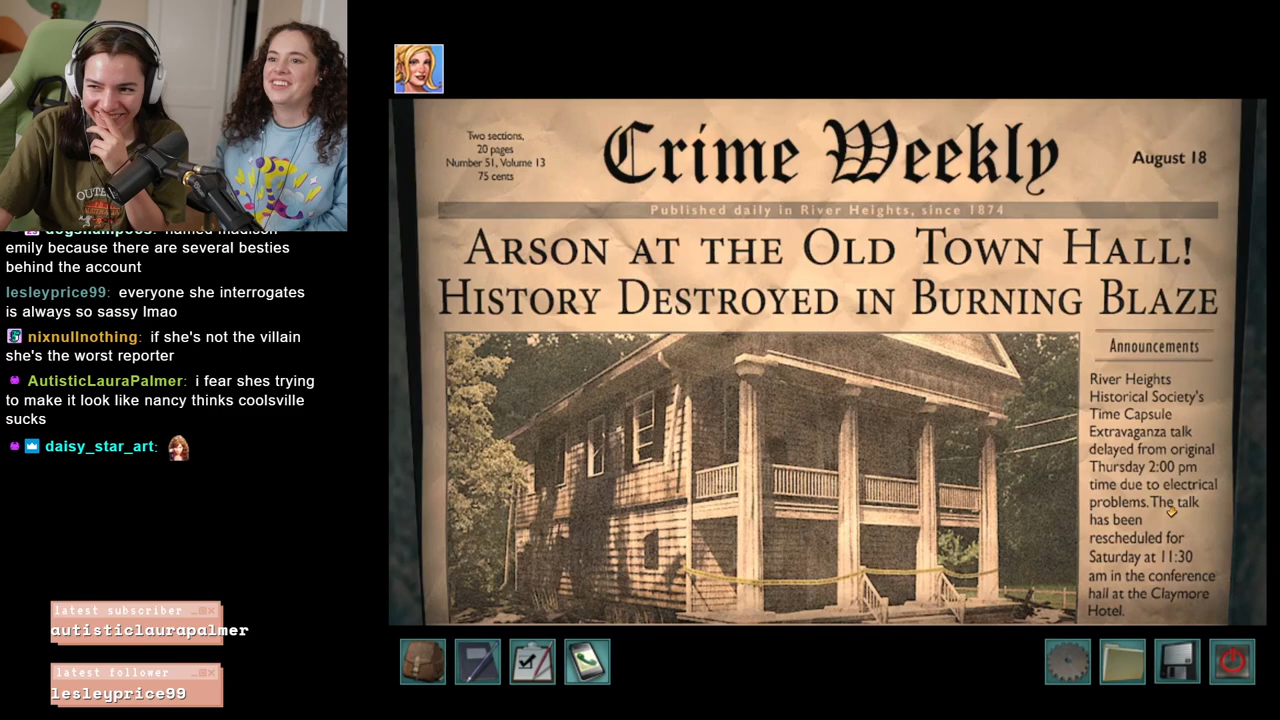 OUTE
named madison
emily because there are several besties
behind the account
lesleyprice99: everyone she interrogates
is always so sassy lmao
nixnullnothing: if she's not the villain
she's the worst reporter
AutisticLauraPalmer: i fear shes trying
to make it look like nancy thinks coolsville
sucks
daisy_star_art:
latest subscriber
autisticlaurapalmer
latest follower
lesleyprice99
Two sections,
20 pages
Number 51, Volume 13
75 cents
Crime Weekly
August 18
Published daily in River Heights, since 1874
ARSON AT THE OLD TOWN HALL!
HISTORY DESTROYED IN BURNING BLAZE
Announcements
River Heights
Historical Society's
Time Capsule
Extravaganza talk
delayed from original
Thursday 2:00 pm
time due to electrical
problems. The talk
has been
rescheduled for
Saturday at 11:30
am in the conference
hall at the Claymore
Hotel.